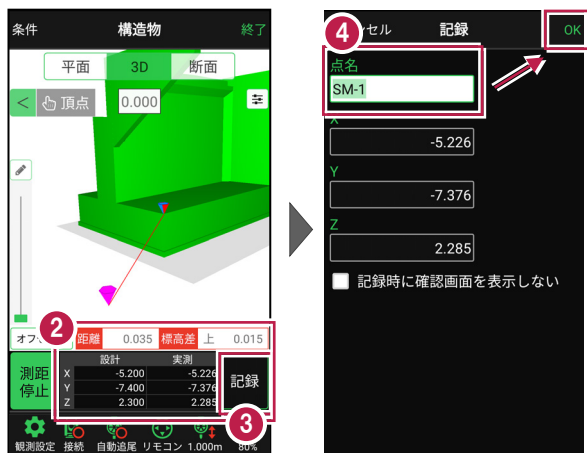 条件 構造物 終了
平面 3D 断面
< 頂点 0.000
2
オフ
距離 0.035 標高差 上 0.015
設計 実測
X -5.200 -5.226
Y -7.400 -7.376
Z 2.300 2.285
測距
停止
記録
3
観測設定 接続 自動追尾 リモコン 1.000m 80%
4
セル 記録 OK
点名
SM-1
X
-5.226
Y
-7.376
Z
2.285
記録時に確認画面を表示しない